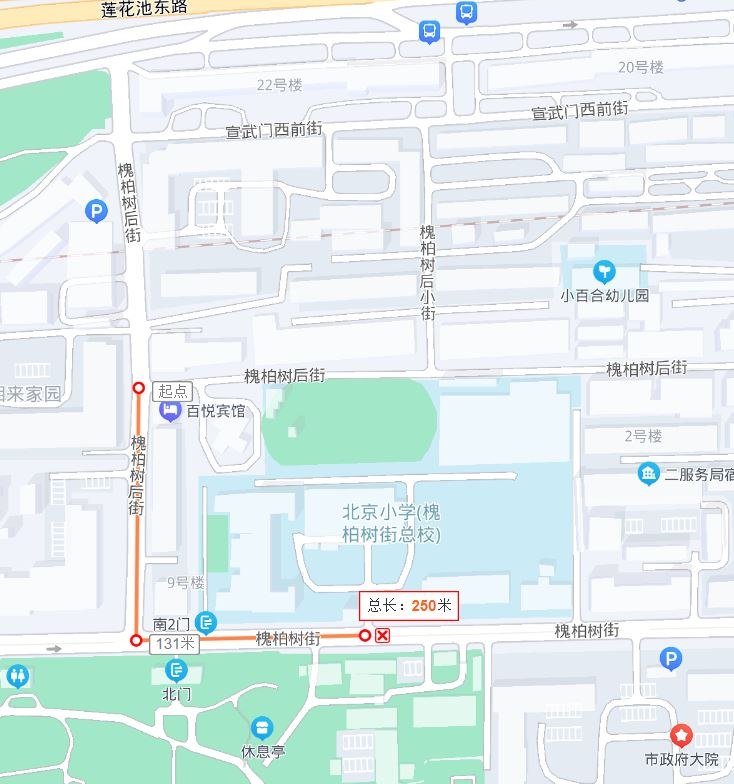 莲花池东路
22号楼
20号楼
宣武门西前街
宣武门西前街
槐柏树后街
P
槐柏树后小街
小百合幼儿园
槐柏树后街
槐柏树后街
相来家园
起点
百悦宾馆
2号楼
槐柏树后街
二服务局宿
北京小学(槐
柏树街总校)
9号楼
总长：250米
南2门
131米
槐柏树街
槐柏树街
P
北门
休息亭
市政府大院